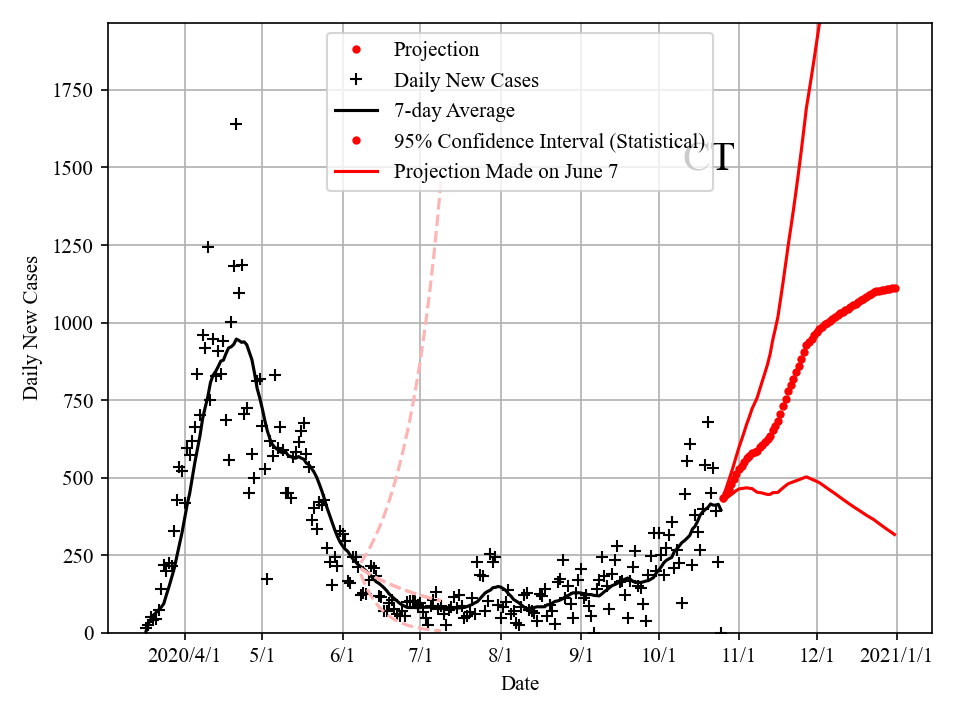 Projection
Daily New Cases
7-day Average
95% Confidence Interval (Statistical)
Projection Made on June 7
CT
1750
1500
1250
1000
750
500
250
0
Daily New Cases
2020/4/1 5/1 6/1 7/1 8/1 9/1 10/1 11/1 12/1 2021/1/1
Date